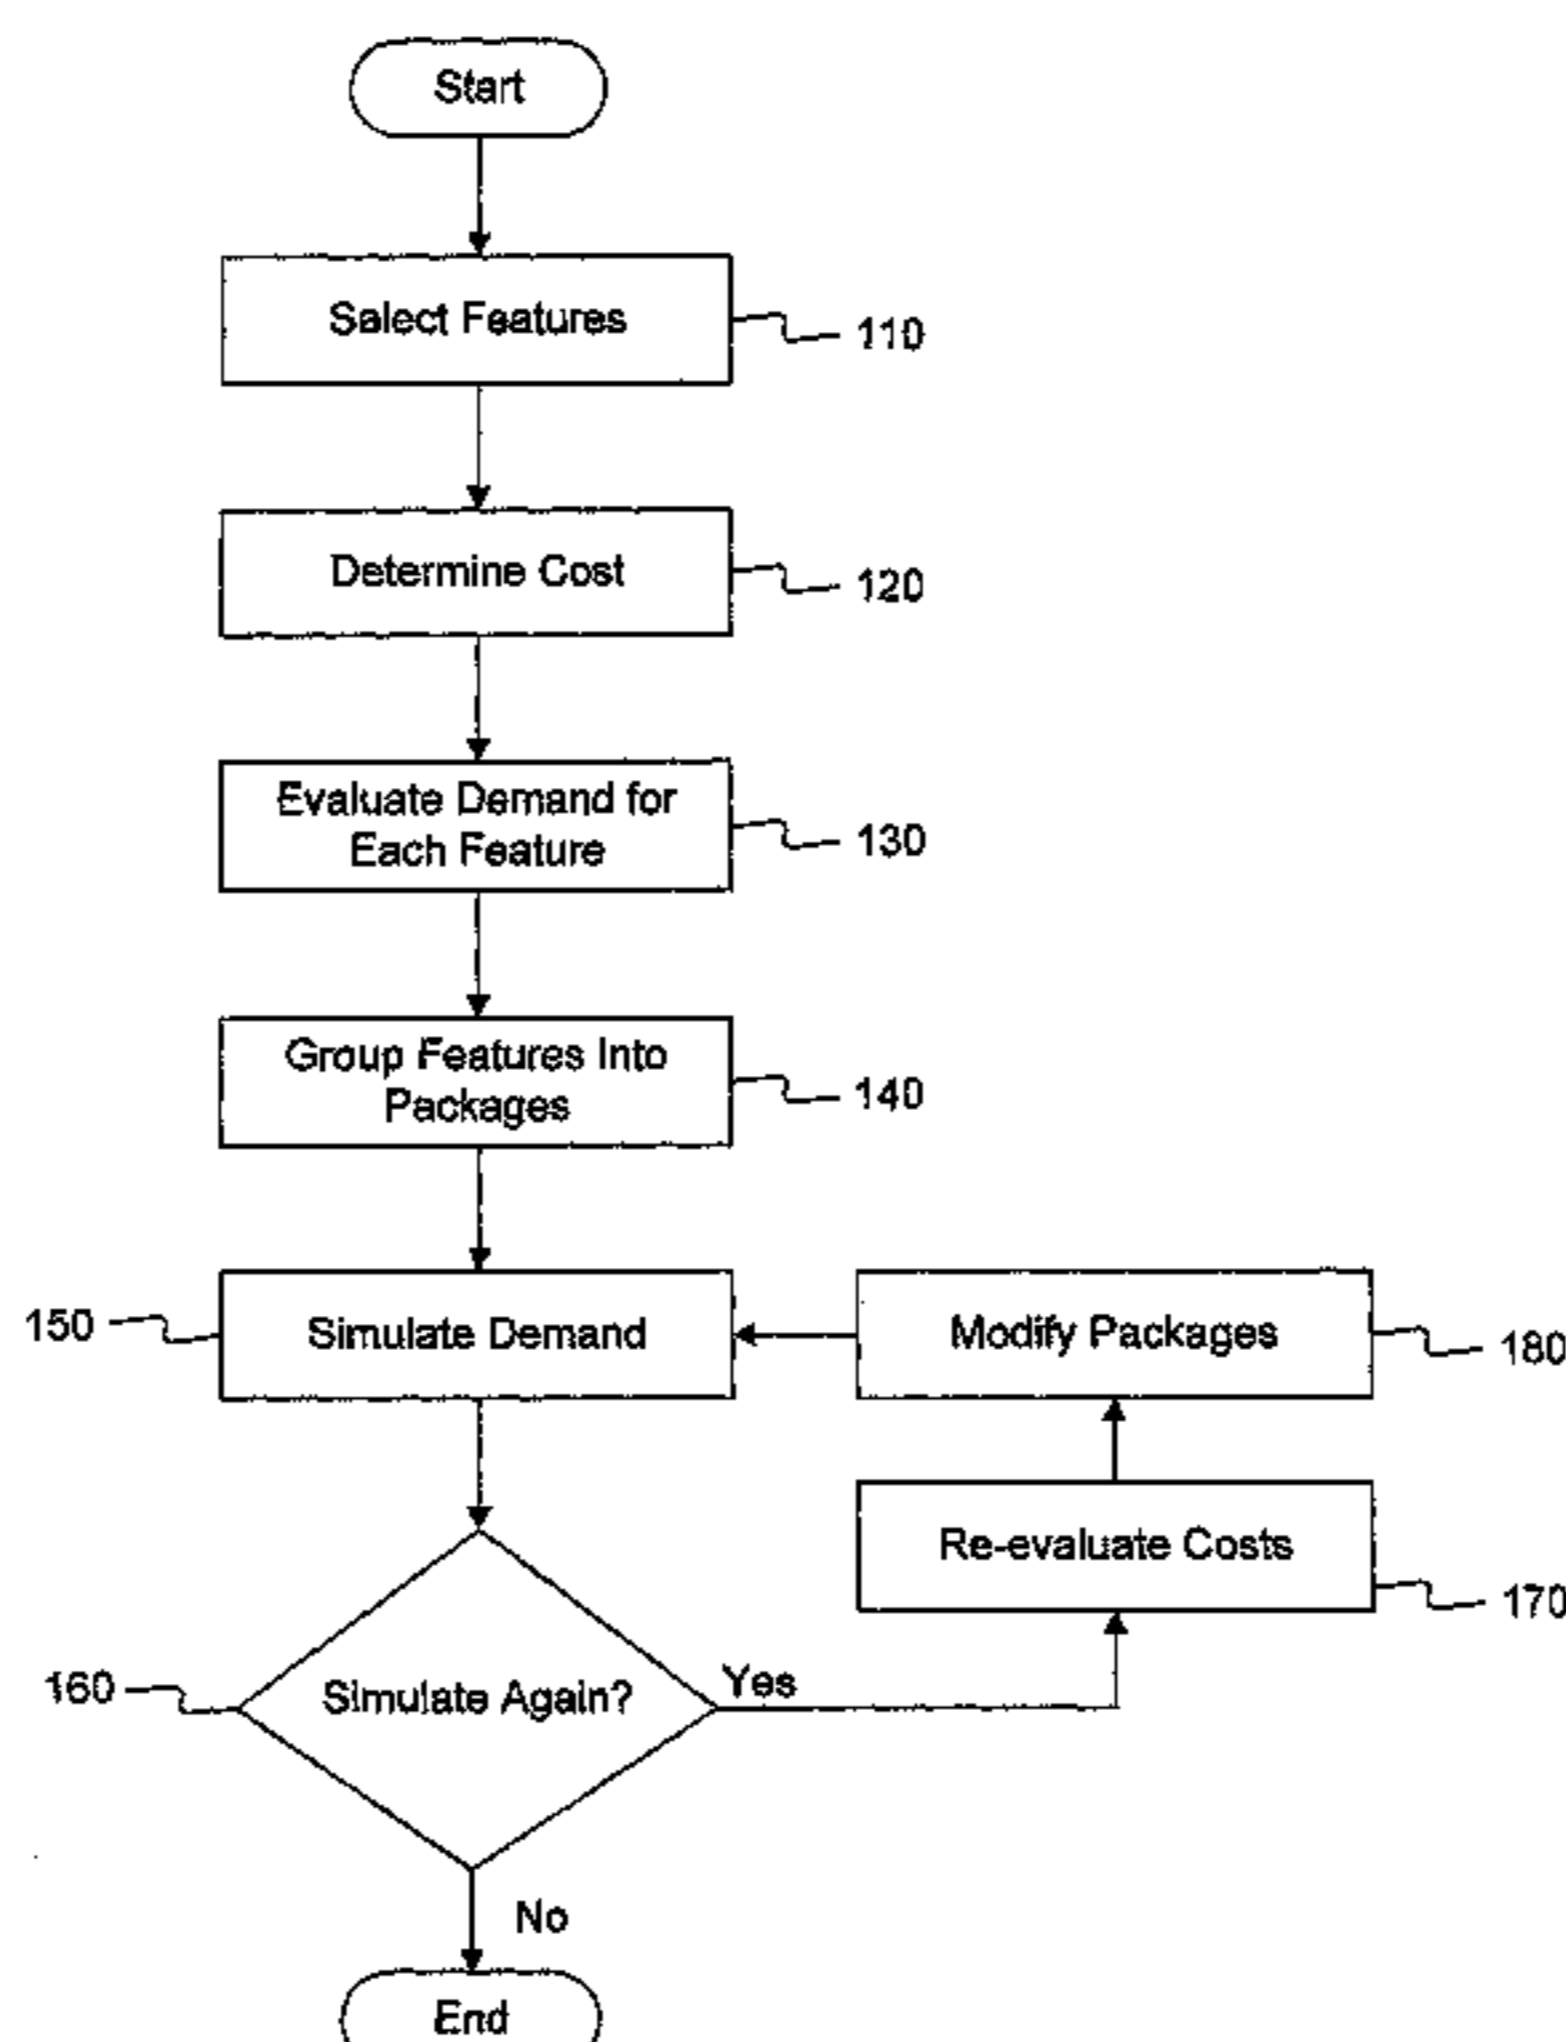 Start
Select Features
110
Determine Cost
120
Evaluate Demand for
Each Feature
130
Group Features Into
Packages
140
150
Simulate Demand
Modify Packages
180
Re-evaluate Costs
170
160
Simulate Again?
Yes
No
End